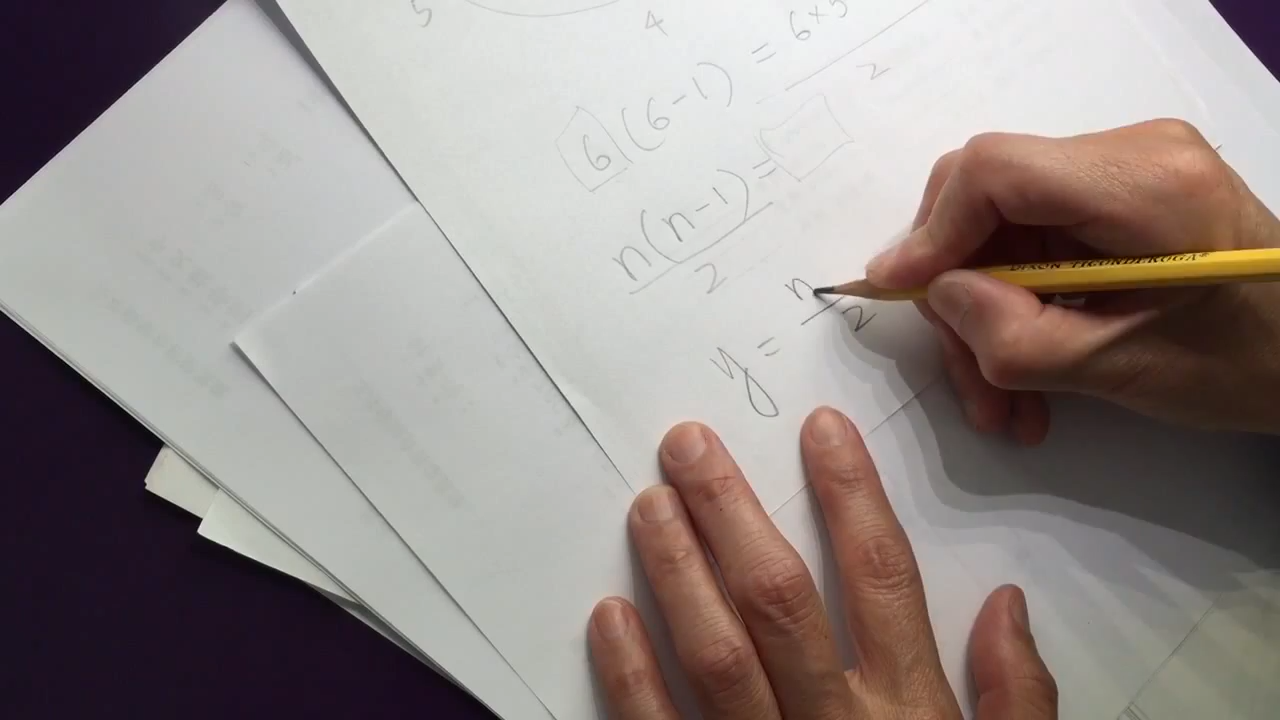 5 4
6(6-1) = 6×5/2
n(n-1)/2 =
y = n/2
DIXON TICONDEROGA®